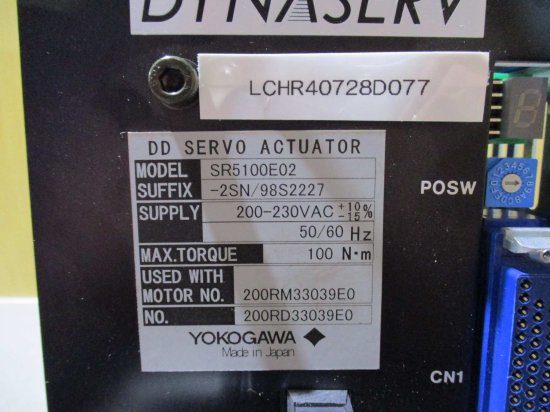 DYNASERV
LCHR40728D077
DD SERVO ACTUATOR
MODEL SR5100E02
SUFFIX -2SN/98S2227
SUPPLY 200-230VAC +10 -15%
50/60 Hz
MAX.TORQUE 100 N·m
USED WITH
MOTOR NO. 200RM33039E0
NO. 200RD33039E0
YOKOGAWA
Made in Japan
POSW
CN1